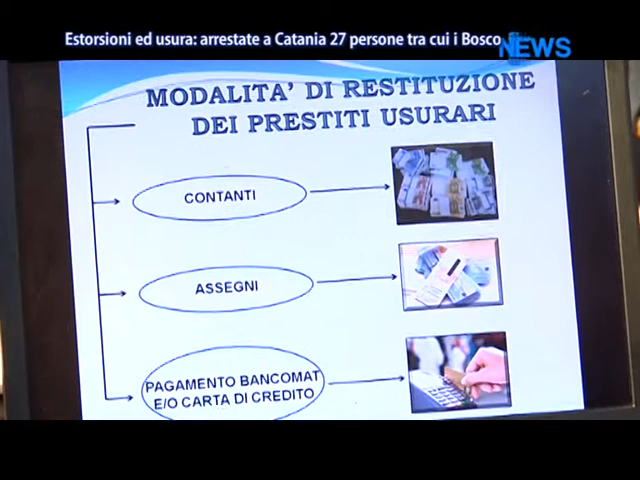 Estorsioni ed usura: arrestate a Catania 27 persone tra cui i Bosco
NEWS
MODALITA' DI RESTITUZIONE
DEI PRESTITI USURARI
CONTANTI
ASSEGNI
PAGAMENTO BANCOMAT
E/O CARTA DI CREDITO